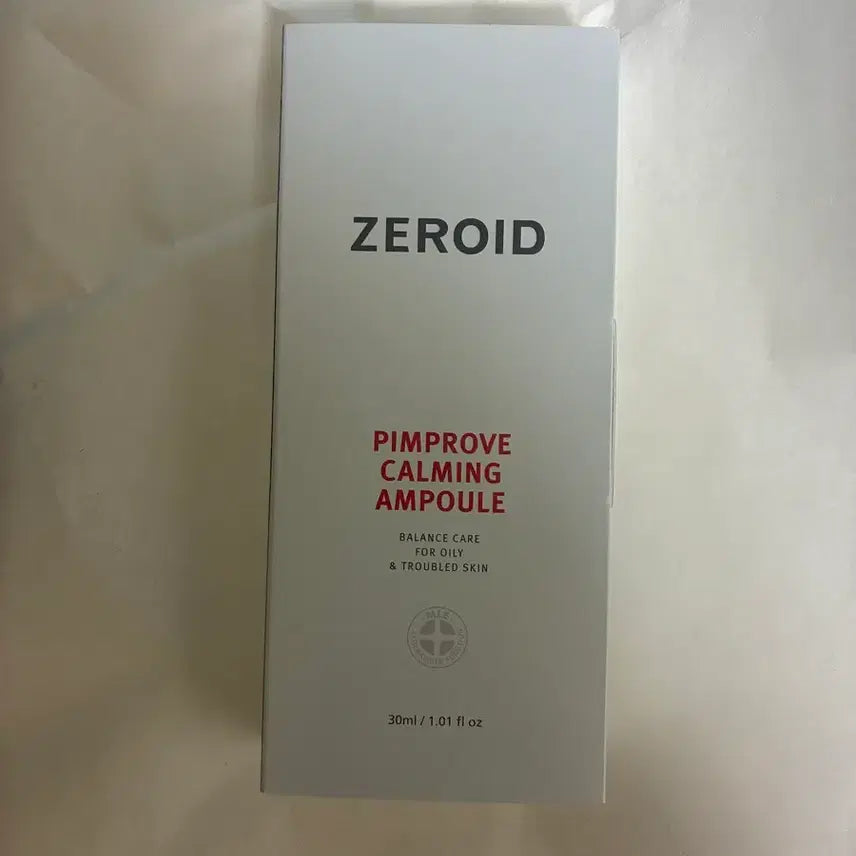 ZEROID
PIMPROVE
CALMING
AMPOULE
BALANCE CARE
FOR OILY
& TROUBLED SKIN
M.L.E
30ml / 1.01 fl oz